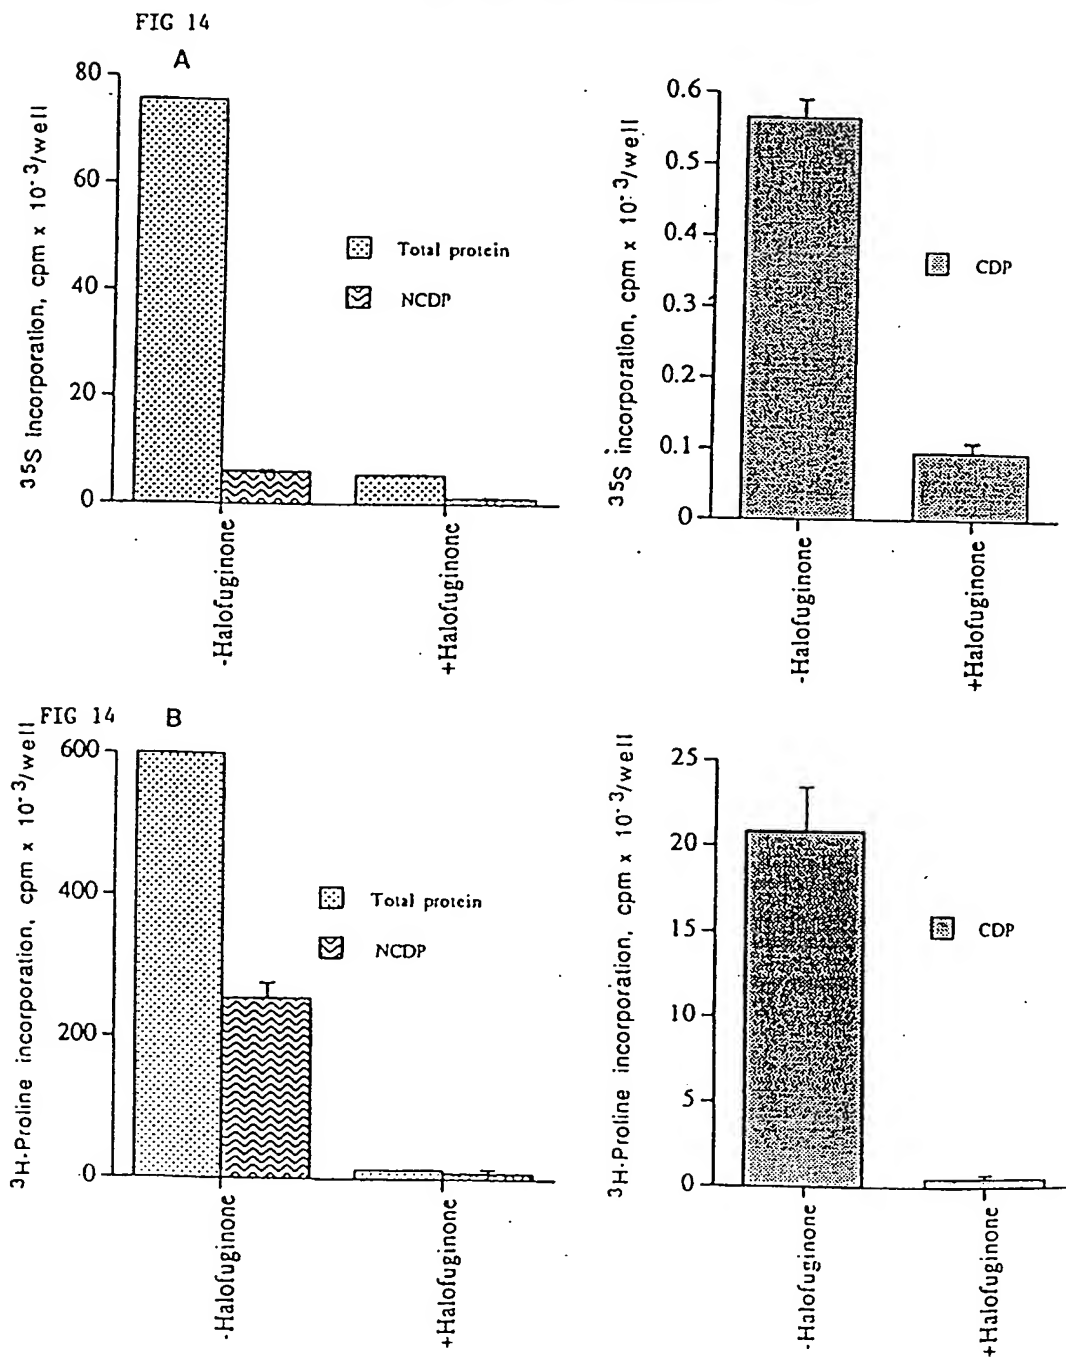 FIG 14
A
80
60
40
20
0
35S incorporation, cpm x 10-3/well
Total protein
NCDP
-Halofuginone
+Halofuginone
0.6
0.5
0.4
0.3
0.2
0.1
0
35S incorporation, cpm x 10-3/well
CDP
-Halofuginone
+Halofuginone
FIG 14
B
600
400
200
0
3H-Proline incorporation, cpm x 10-3/well
Total protein
NCDP
-Halofuginone
+Halofuginone
25
20
15
10
5
0
3H-Proline incorporation, cpm x 10-3/well
CDP
-Halofuginone
+Halofuginone